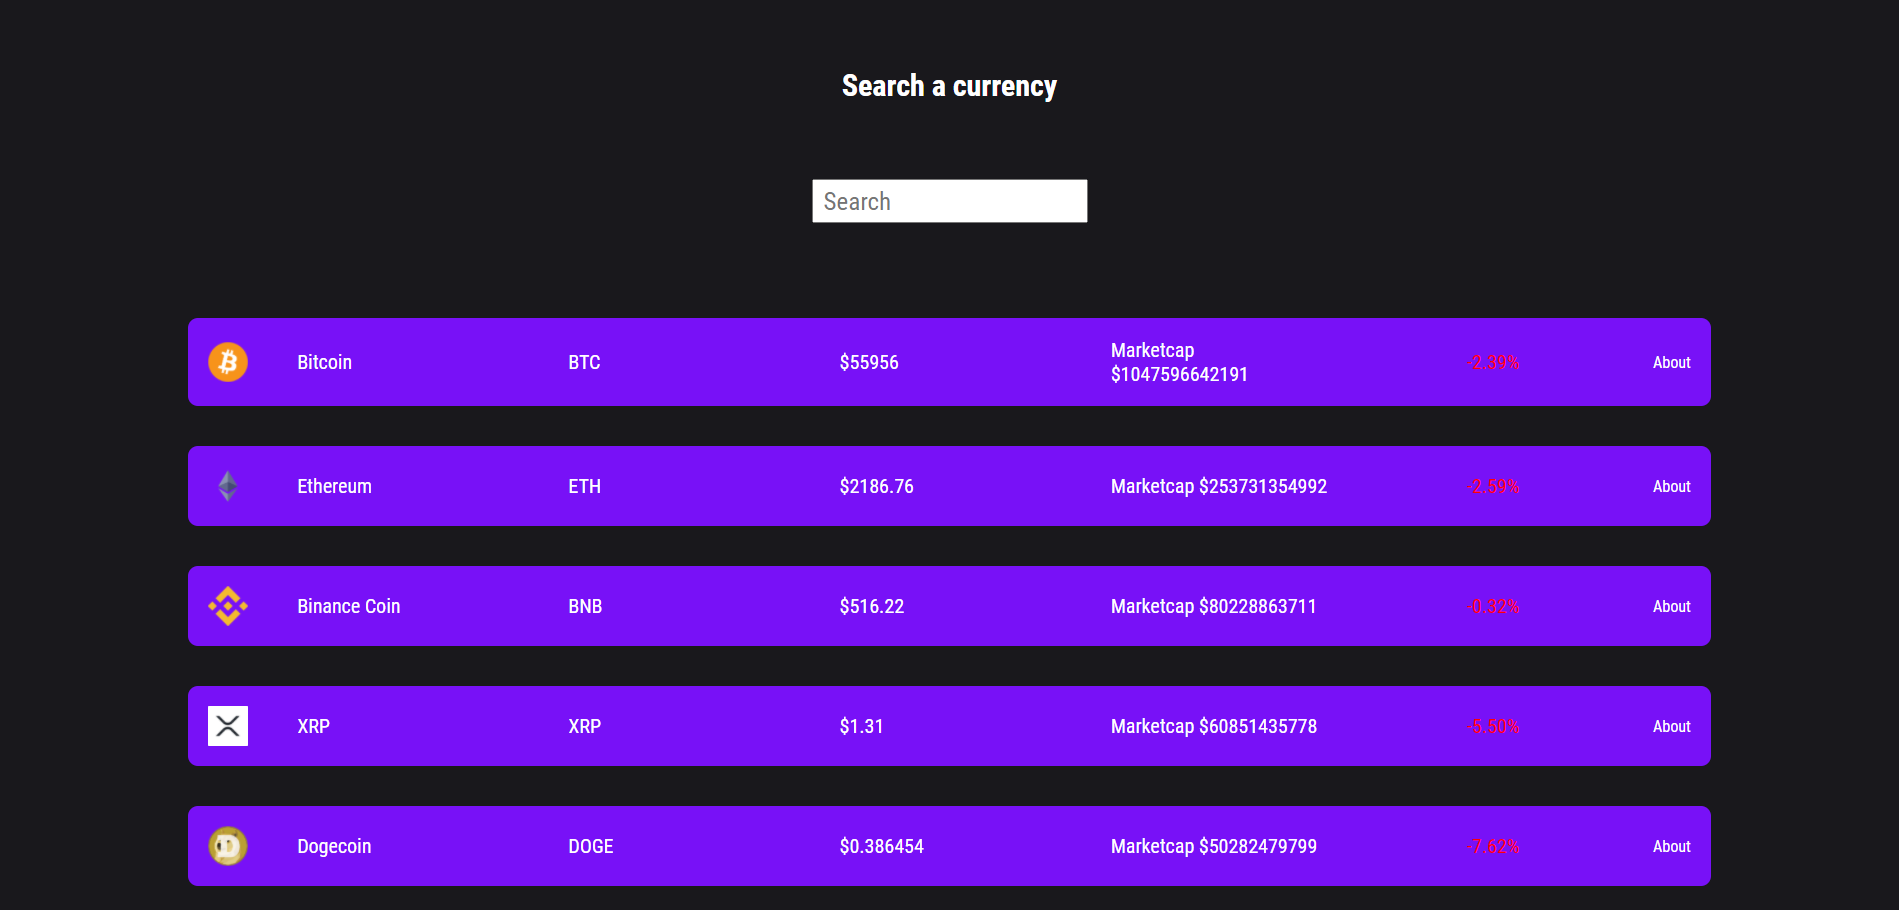 Search a currency
Search
Bitcoin BTC $55956 Marketcap
$1047596642191 -2.39% About
Ethereum ETH $2186.76 Marketcap $253731354992 -2.59% About
Binance Coin BNB $516.22 Marketcap $80228863711 -0.32% About
XRP XRP $1.31 Marketcap $60851435778 -5.50% About
Dogecoin DOGE $0.386454 Marketcap $50282479799 -7.62% About